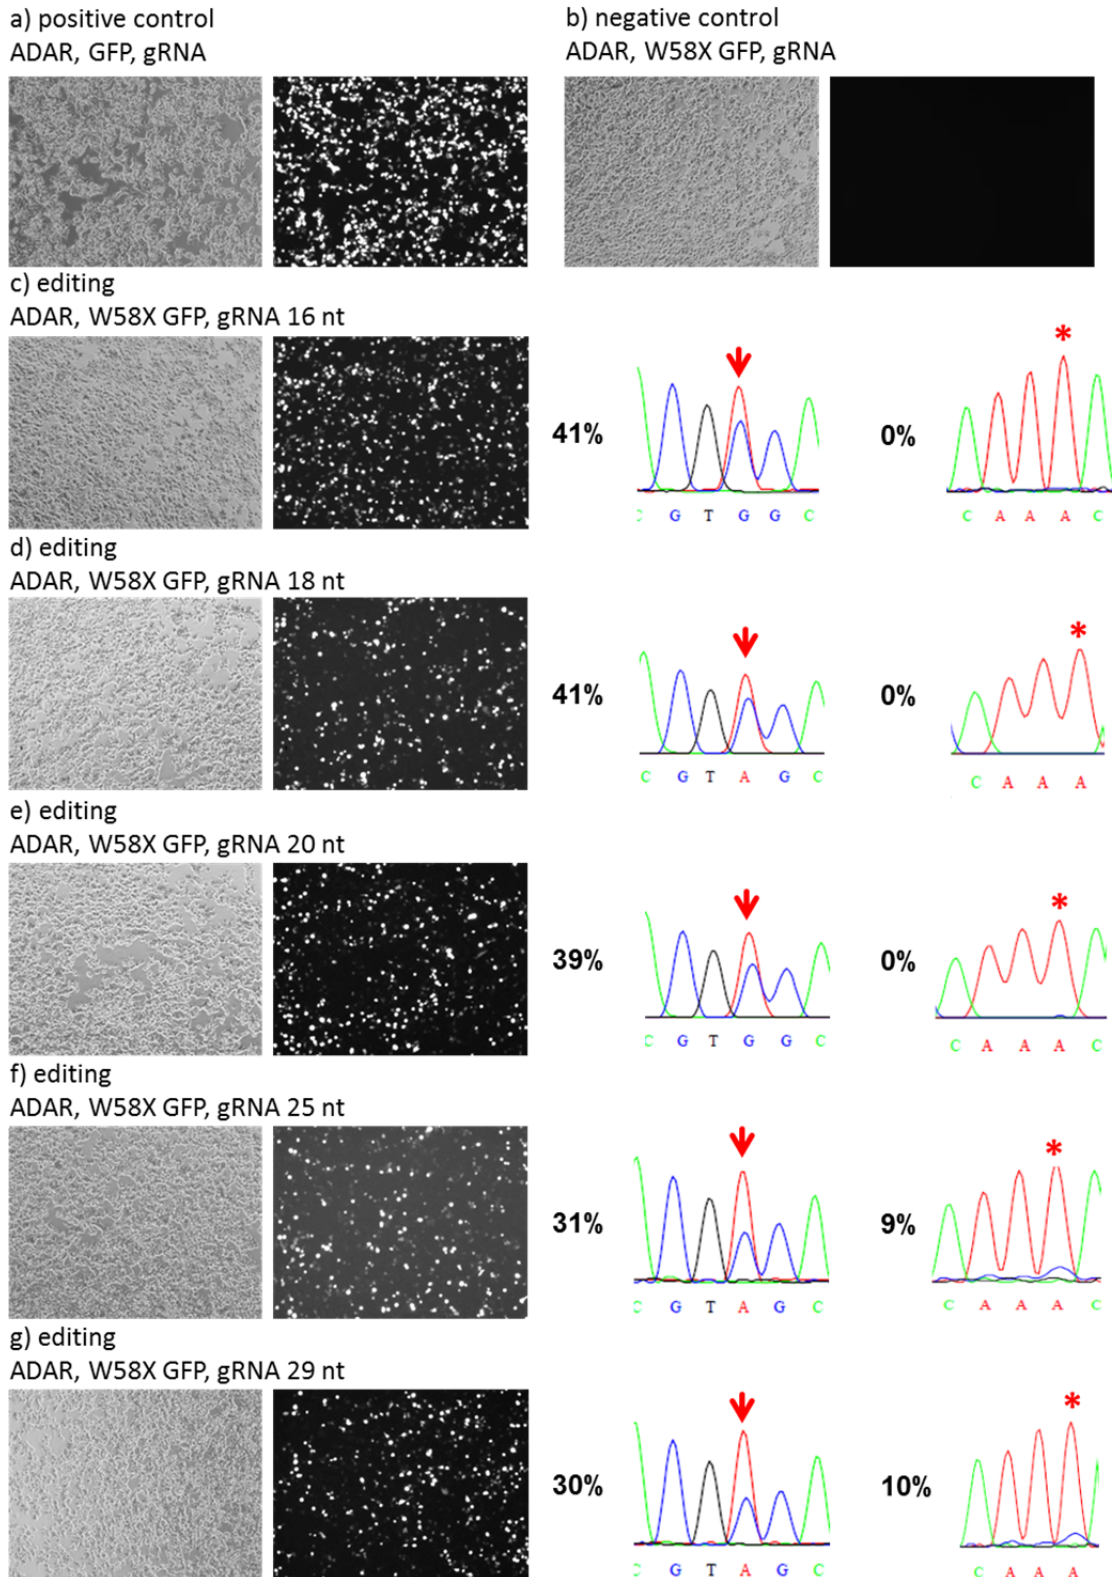 a) positive control
ADAR, GFP, gRNA
b) negative control
ADAR, W58X GFP, gRNA
c) editing
ADAR, W58X GFP, gRNA 16 nt
41%
C G T G G C
0%
*
C A A A C
d) editing
ADAR, W58X GFP, gRNA 18 nt
41%
C G T A G C
0%
*
C A A A
e) editing
ADAR, W58X GFP, gRNA 20 nt
39%
C G T G G C
0%
*
C A A A C
f) editing
ADAR, W58X GFP, gRNA 25 nt
31%
C G T A G C
9%
*
C A A A C
g) editing
ADAR, W58X GFP, gRNA 29 nt
30%
C G T A G C
10%
*
C A A A